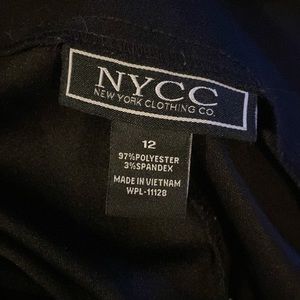 NYCC
NEW YORK CLOTHING CO.
12
97%POLYESTER
3%SPANDEX
MADE IN VIETNAM
WPL-11128